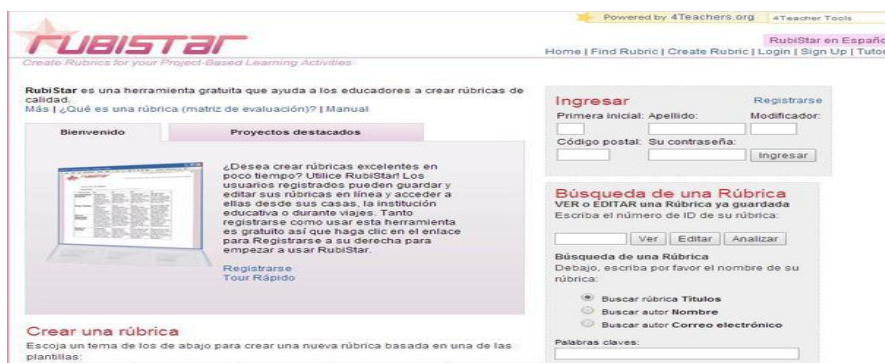 Powered by 4Teachers.org
4Teacher Tools
RUBISTAR
Create Rubrics for your Project-Based Learning Activities
RubiStar en Españo
Home | Find Rubric | Create Rubric | Login | Sign Up | Tutor
RubiStar es una herramienta gratuita que ayuda a los educadores a crear rúbricas de
calidad.
Más | ¿Qué es una rúbrica (matriz de evaluación)? | Manual
Bienvenido
Proyectos destacados
¿Desea crear rúbricas excelentes en
poco tiempo? Utilice RubiStar! Los
usuarios registrados pueden guardar y
editar sus rúbricas en línea y acceder a
ellas desde sus casas, la institución
educativa o durante viajes. Tanto
registrarse como usar esta herramienta
es gratuito así que haga clic en el enlace
para Registrarse a su derecha para
empezar a usar RubiStar.
Registrarse
Tour Rápido
Crear una rúbrica
Escoja un tema de los de abajo para crear una nueva rúbrica basada en una de las
plantillas:
Ingresar
Registrarse
Primera inicial: Apellido: Modificador:
Código postal: Su contraseña:
Ingresar
Búsqueda de una Rúbrica
VER o EDITAR una Rúbrica ya guardada
Escriba el número de ID de su rúbrica:
Ver Editar Analizar
Búsqueda de una Rúbrica
Debajo, escriba por favor el nombre de su
rúbrica:
Buscar rúbrica Titulos
Buscar autor Nombre
Buscar autor Correo electrónico
Palabras claves: